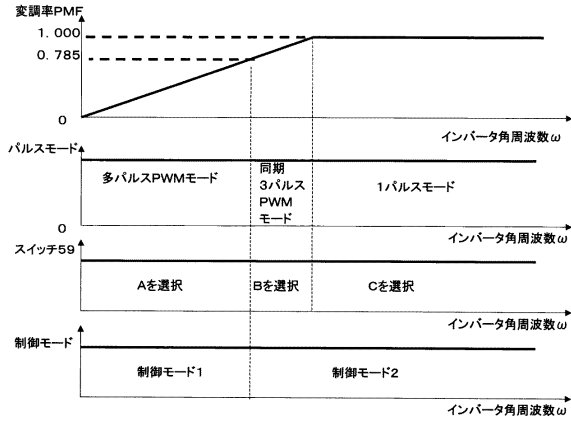 変調率PMF
1.000
0.785
0
インバータ角周波数ω
パルスモード
多パルスPWMモード
同期
3パルス
PWM
モード
1パルスモード
0
インバータ角周波数ω
スイッチ59
Aを選択
Bを選択
Cを選択
インバータ角周波数ω
制御モード
制御モード1
制御モード2
インバータ角周波数ω